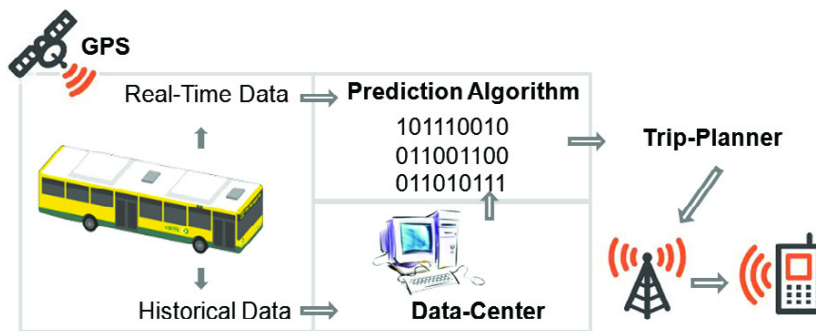 GPS
Real-Time Data
Prediction Algorithm
101110010
011001100
011010111
Trip-Planner
Historical Data
Data-Center